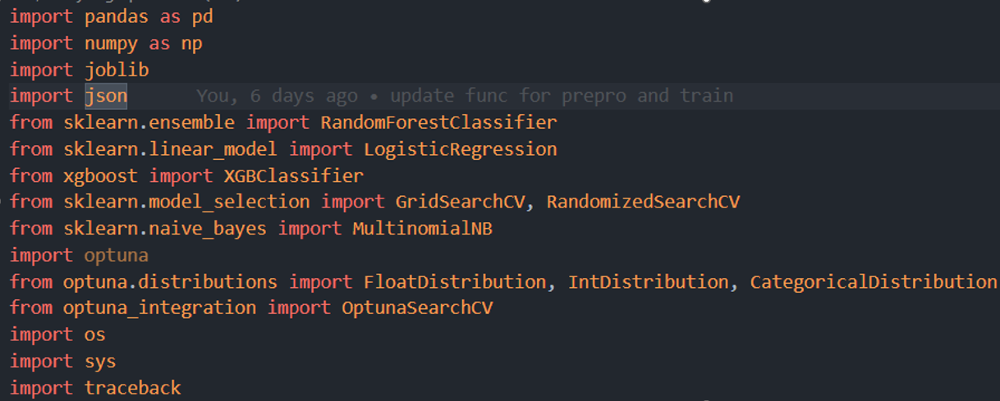 import pandas as pd
import numpy as np
import joblib
import json You, 6 days ago • update func for prepro and train
from sklearn.ensemble import RandomForestClassifier
from sklearn.linear_model import LogisticRegression
from xgboost import XGBClassifier
from sklearn.model_selection import GridSearchCV, RandomizedSearchCV
from sklearn.naive_bayes import MultinomialNB
import optuna
from optuna.distributions import FloatDistribution, IntDistribution, CategoricalDistribution
from optuna_integration import OptunaSearchCV
import os
import sys
import traceback